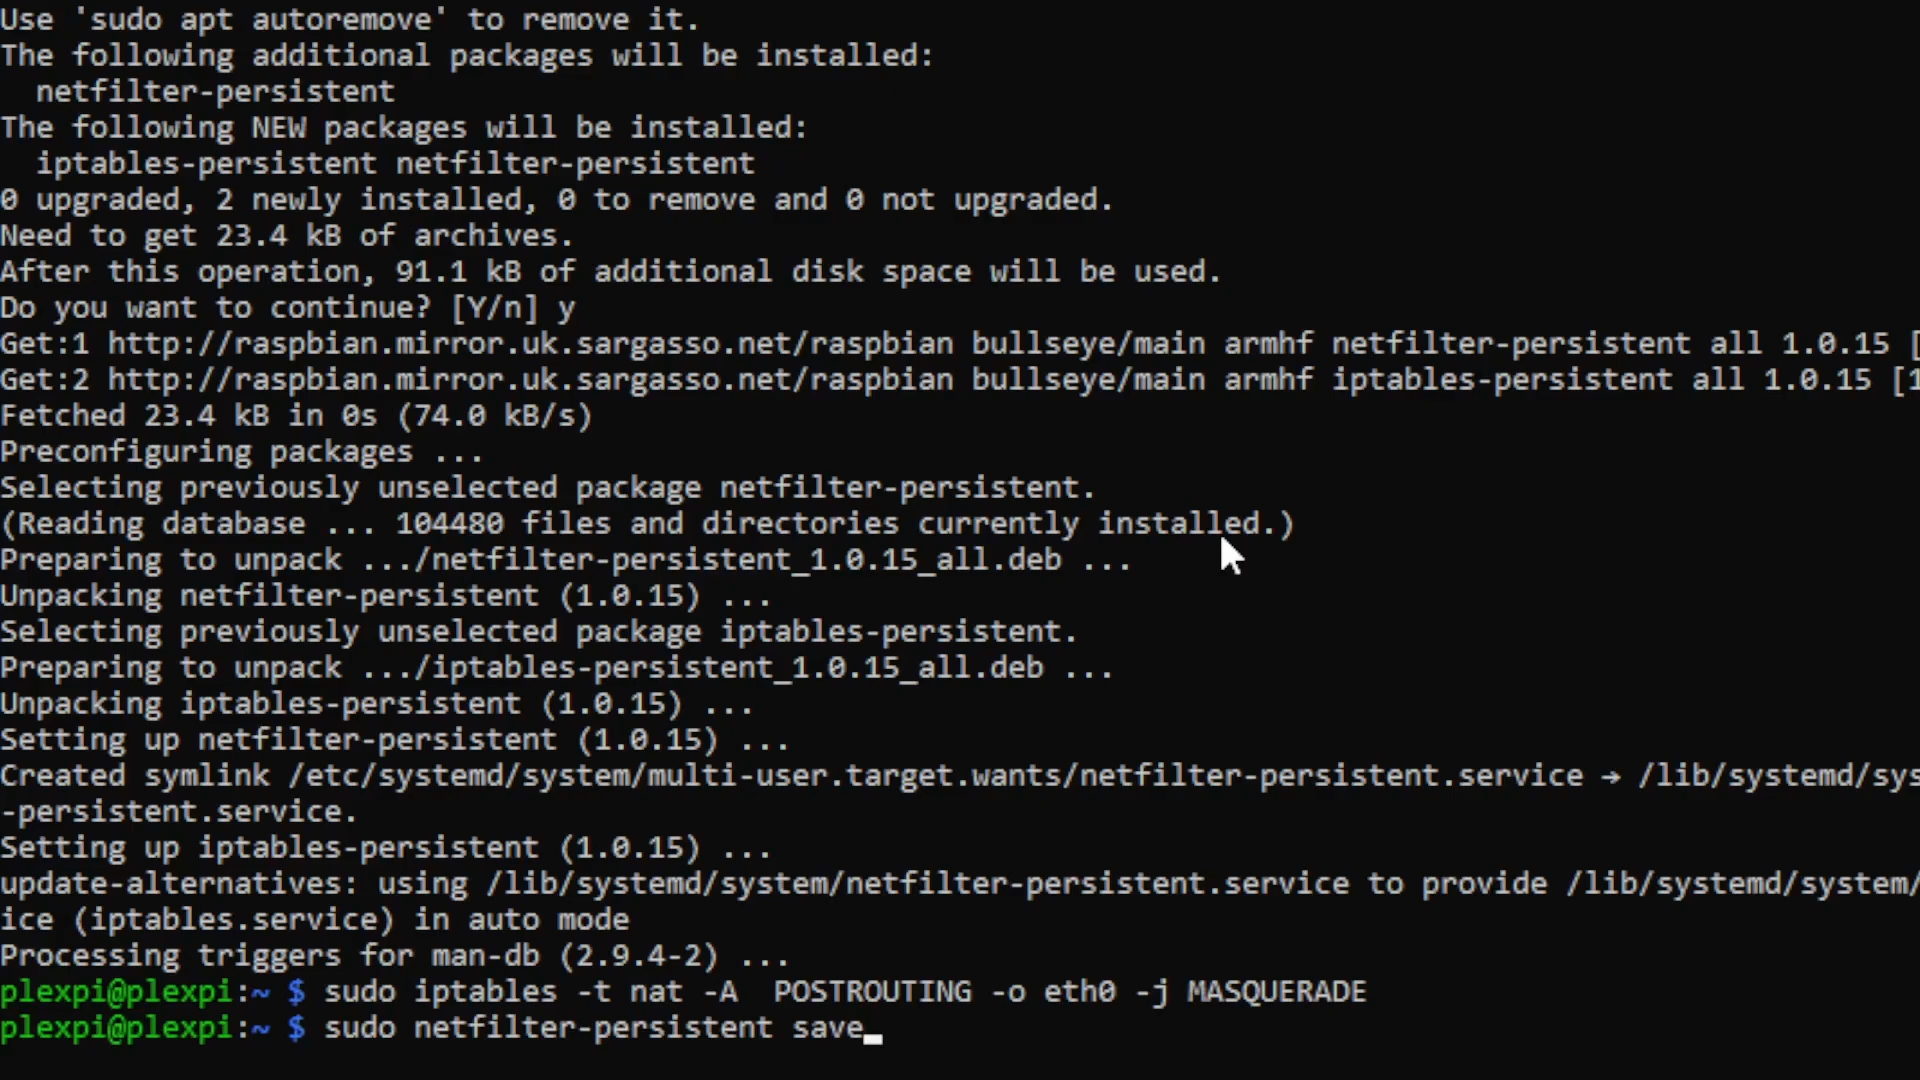 Use 'sudo apt autoremove' to remove it.
The following additional packages will be installed:
  netfilter-persistent
The following NEW packages will be installed:
  iptables-persistent netfilter-persistent
0 upgraded, 2 newly installed, 0 to remove and 0 not upgraded.
Need to get 23.4 kB of archives.
After this operation, 91.1 kB of additional disk space will be used.
Do you want to continue? [Y/n] y
Get:1 http://raspbian.mirror.uk.sargasso.net/raspbian bullseye/main armhf netfilter-persistent all 1.0.15 [
Get:2 http://raspbian.mirror.uk.sargasso.net/raspbian bullseye/main armhf iptables-persistent all 1.0.15 [1
Fetched 23.4 kB in 0s (74.0 kB/s)
Preconfiguring packages ...
Selecting previously unselected package netfilter-persistent.
(Reading database ... 104480 files and directories currently installed.)
Preparing to unpack .../netfilter-persistent_1.0.15_all.deb ...
Unpacking netfilter-persistent (1.0.15) ...
Selecting previously unselected package iptables-persistent.
Preparing to unpack .../iptables-persistent_1.0.15_all.deb ...
Unpacking iptables-persistent (1.0.15) ...
Setting up netfilter-persistent (1.0.15) ...
Created symlink /etc/systemd/system/multi-user.target.wants/netfilter-persistent.service → /lib/systemd/sys
-persistent.service.
Setting up iptables-persistent (1.0.15) ...
update-alternatives: using /lib/systemd/system/netfilter-persistent.service to provide /lib/systemd/system/
ice (iptables.service) in auto mode
Processing triggers for man-db (2.9.4-2) ...
plexpi@plexpi:~ $ sudo iptables -t nat -A  POSTROUTING -o eth0 -j MASQUERADE
plexpi@plexpi:~ $ sudo netfilter-persistent save